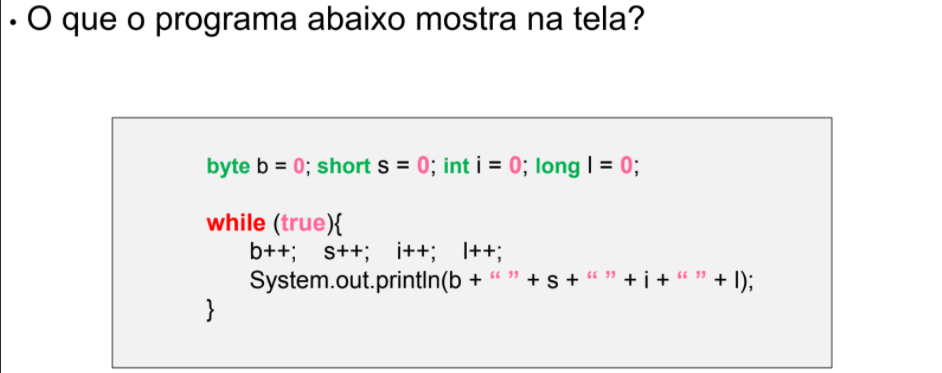 • O que o programa abaixo mostra na tela?
byte b = 0; short s = 0; int i = 0; long l = 0;
while (true){
b++; s++; i++; l++;
System.out.println(b + “ ” + s + “ ” + i + “ ” + l);
}